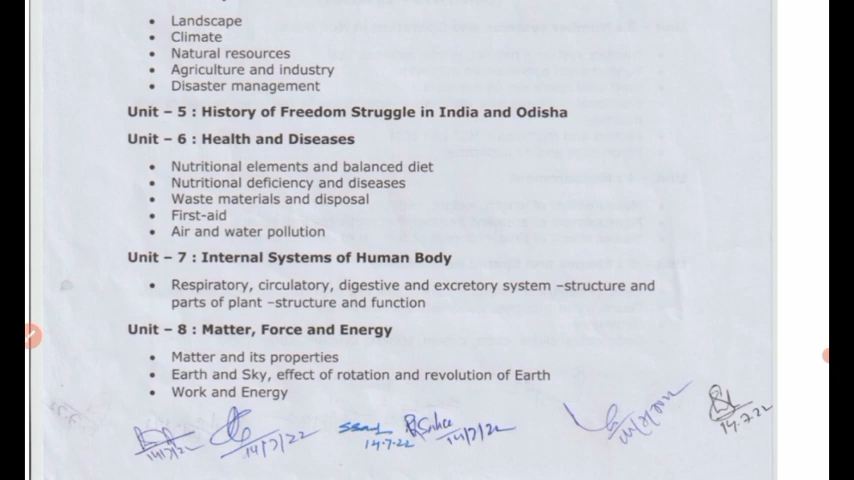 • Landscape
• Climate
• Natural resources
• Agriculture and industry
• Disaster management
Unit – 5 : History of Freedom Struggle in India and Odisha
Unit – 6 : Health and Diseases
• Nutritional elements and balanced diet
• Nutritional deficiency and diseases
• Waste materials and disposal
• First-aid
• Air and water pollution
Unit – 7 : Internal Systems of Human Body
• Respiratory, circulatory, digestive and excretory system –structure and
parts of plant –structure and function
Unit – 8 : Matter, Force and Energy
• Matter and its properties
• Earth and Sky, effect of rotation and revolution of Earth
• Work and Energy
14/7/22 14/7/22 14.7.22 14/7/22 14.7.22